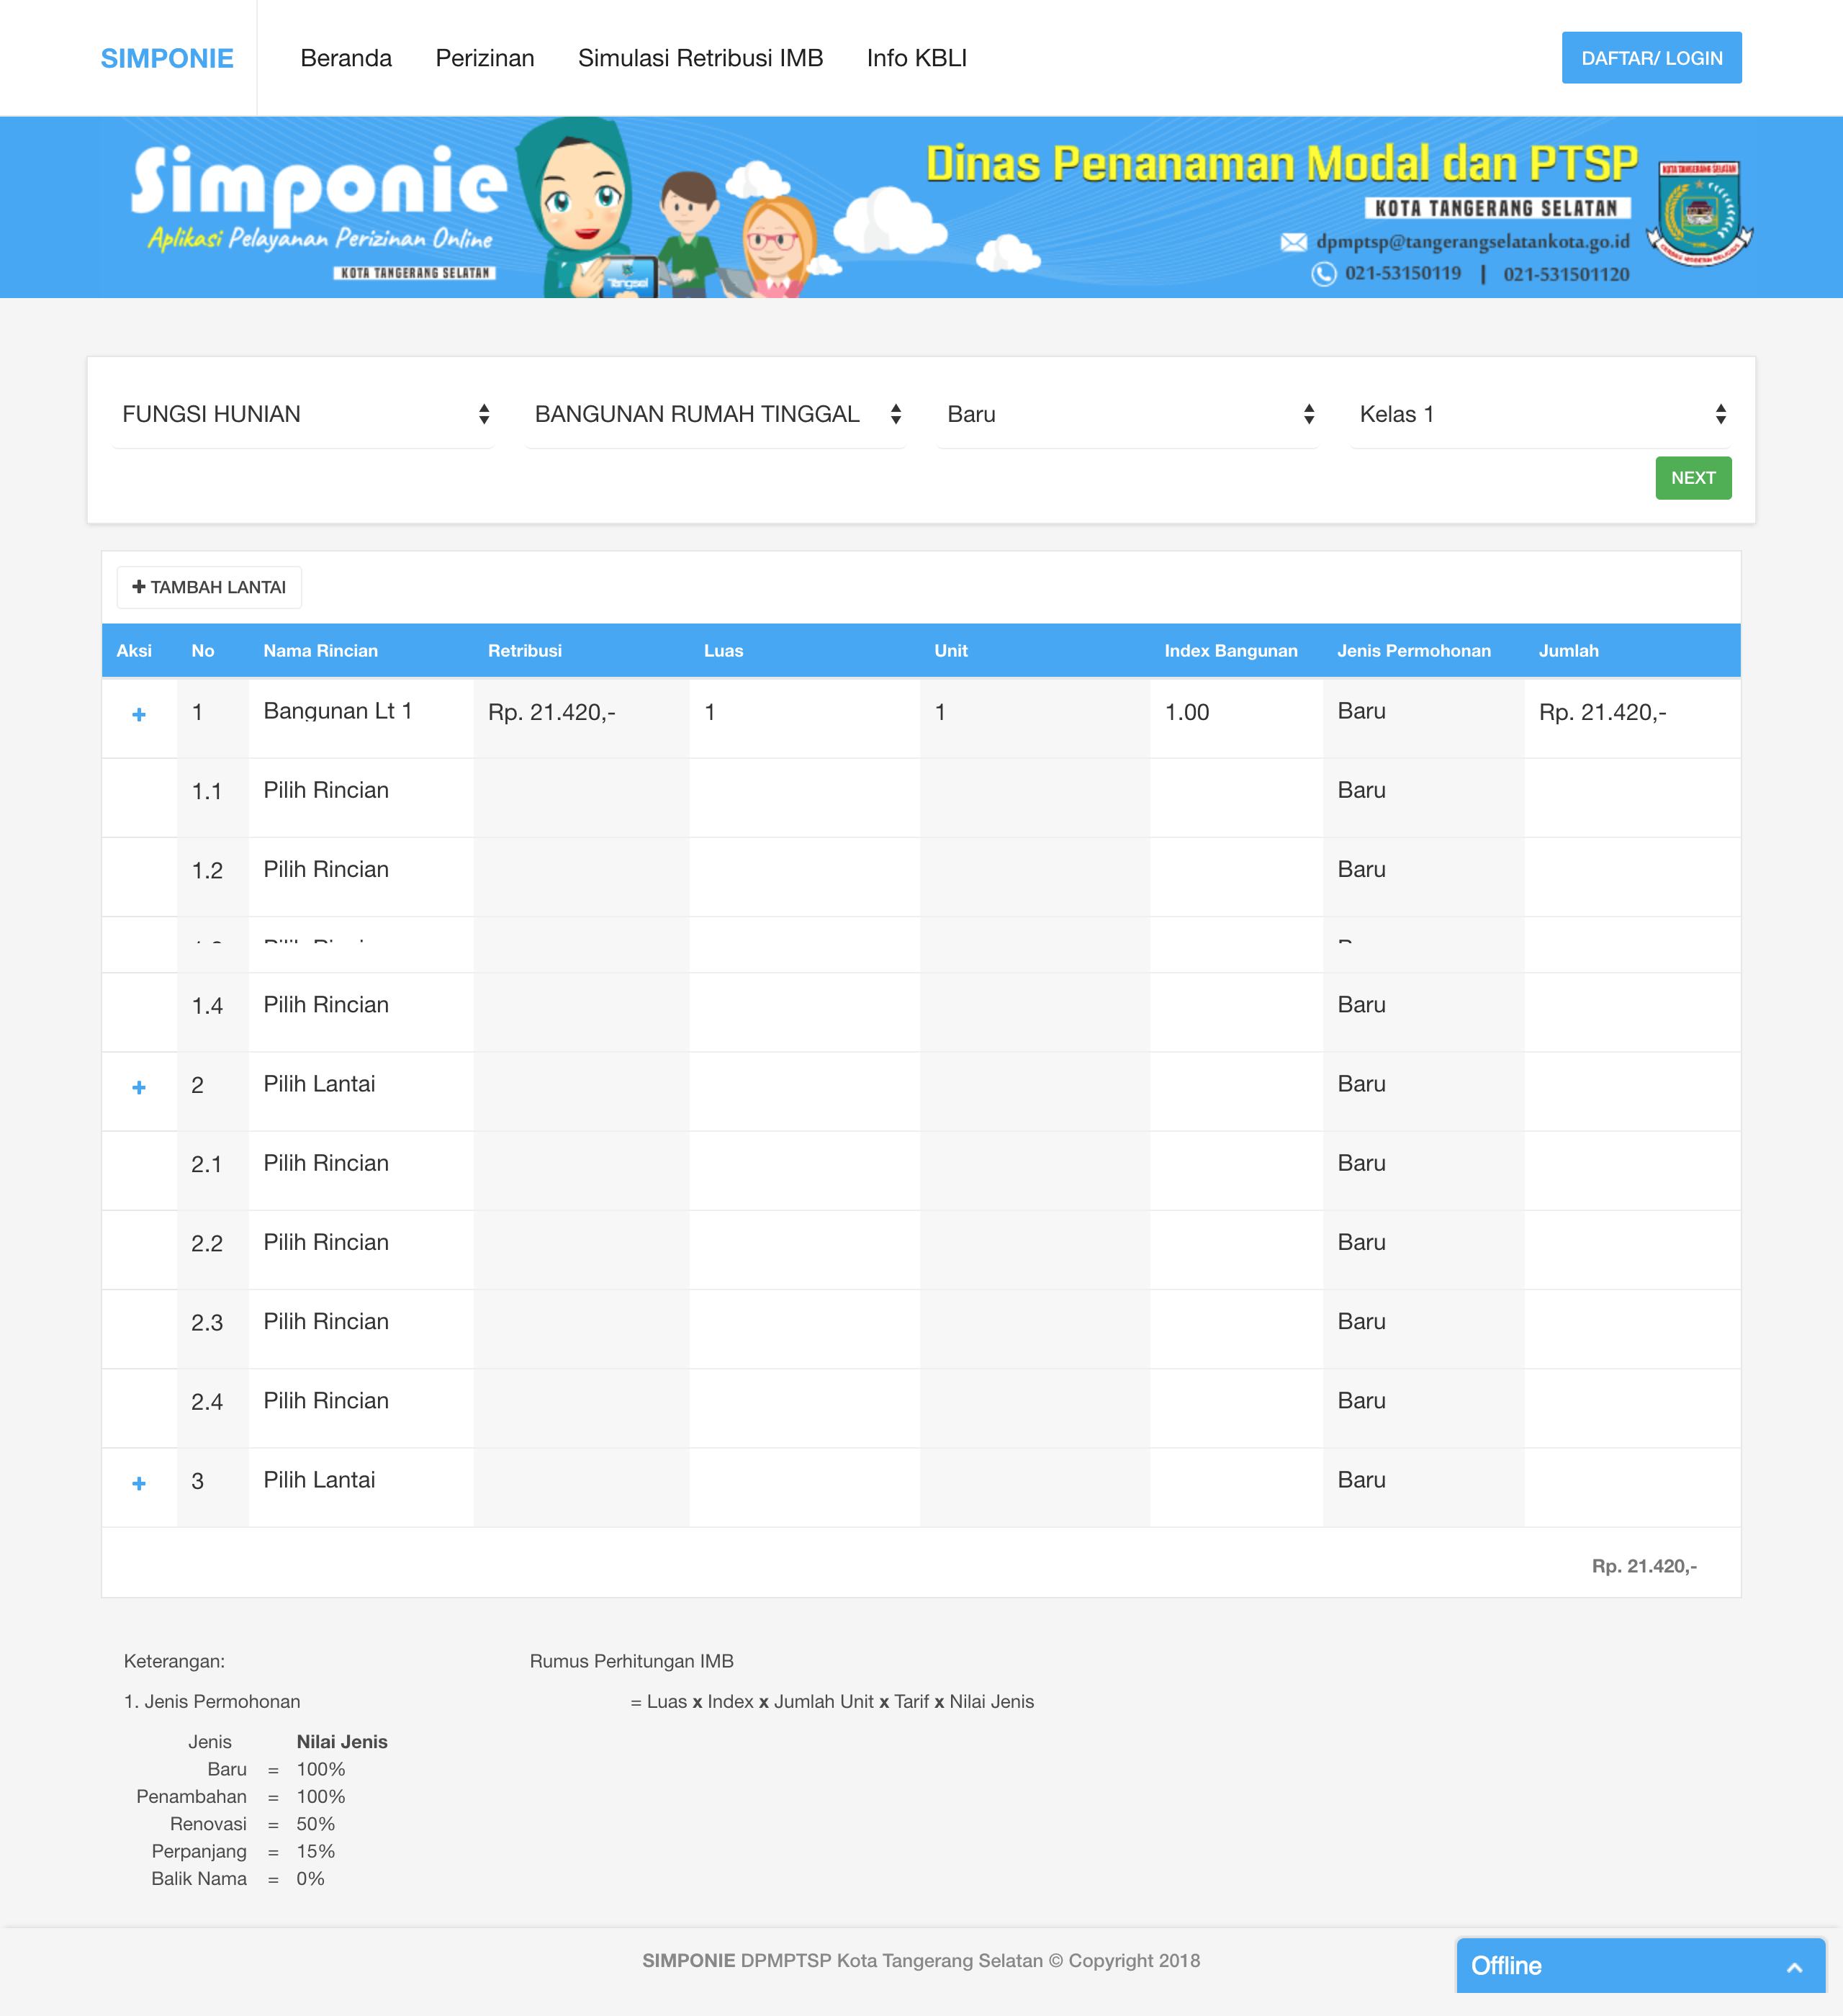 SIMPONIE Beranda Perizinan Simulasi Retribusi IMB Info KBLI DAFTAR/ LOGIN
Simponie
Aplikasi Pelayanan Perizinan Online
KOTA TANGERANG SELATAN
Tangsel
Dinas Penanaman Modal dan PTSP
KOTA TANGERANG SELATAN
dpmptsp@tangerangselatankota.go.id
021-53150119 | 021-531501120
KOTA TANGERANG SELATAN
FUNGSI HUNIAN BANGUNAN RUMAH TINGGAL Baru Kelas 1
NEXT
TAMBAH LANTAI
Aksi No Nama Rincian Retribusi Luas Unit Index Bangunan Jenis Permohonan Jumlah
1 Bangunan Lt 1 Rp. 21.420,- 1 1 1.00 Baru Rp. 21.420,-
1.1 Pilih Rincian Baru
1.2 Pilih Rincian Baru
1.4 Pilih Rincian Baru
2 Pilih Lantai Baru
2.1 Pilih Rincian Baru
2.2 Pilih Rincian Baru
2.3 Pilih Rincian Baru
2.4 Pilih Rincian Baru
3 Pilih Lantai Baru
Rp. 21.420,-
Keterangan:
1. Jenis Permohonan
Jenis Nilai Jenis
Baru = 100%
Penambahan = 100%
Renovasi = 50%
Perpanjang = 15%
Balik Nama = 0%
Rumus Perhitungan IMB
= Luas x Index x Jumlah Unit x Tarif x Nilai Jenis
SIMPONIE DPMPTSP Kota Tangerang Selatan © Copyright 2018
Offline